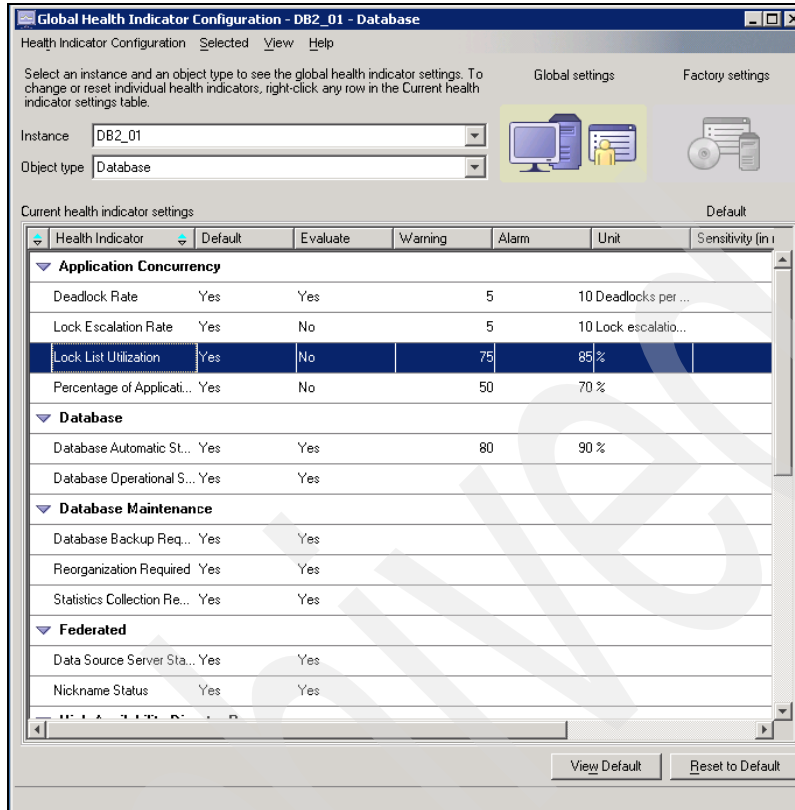 Global Health Indicator Configuration - DB2_01 - Database
Health Indicator Configuration Selected View Help
Select an instance and an object type to see the global health indicator settings. To
change or reset individual health indicators, right-click any row in the Current health
indicator settings table.
Global settings Factory settings
Instance DB2_01
Object type Database
Current health indicator settings Default
Health Indicator Default Evaluate Warning Alarm Unit Sensitivity (in
Application Concurrency
Deadlock Rate Yes Yes 5 10 Deadlocks per ...
Lock Escalation Rate Yes No 5 10 Lock escalatio...
Lock List Utilization Yes No 75 85 %
Percentage of Applicati... Yes No 50 70 %
Database
Database Automatic St... Yes Yes 80 90 %
Database Operational S... Yes Yes
Database Maintenance
Database Backup Req... Yes Yes
Reorganization Required Yes Yes
Statistics Collection Re... Yes Yes
Federated
Data Source Server Sta... Yes Yes
Nickname Status Yes Yes
View Default Reset to Default